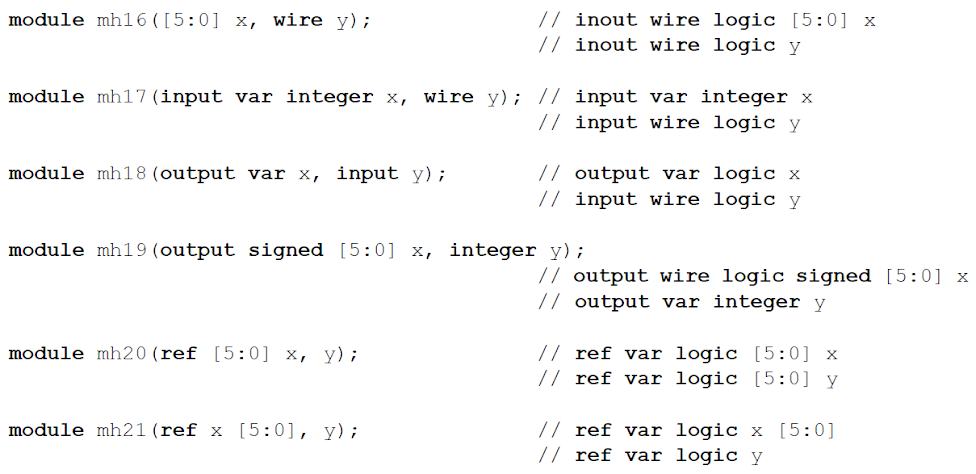 module mh16([5:0] x, wire y); // inout wire logic [5:0] x
// inout wire logic y
module mh17(input var integer x, wire y); // input var integer x
// input wire logic y
module mh18(output var x, input y); // output var logic x
// input wire logic y
module mh19(output signed [5:0] x, integer y);
// output wire logic signed [5:0] x
// output var integer y
module mh20(ref [5:0] x, y); // ref var logic [5:0] x
// ref var logic [5:0] y
module mh21(ref x [5:0], y); // ref var logic x [5:0]
// ref var logic y